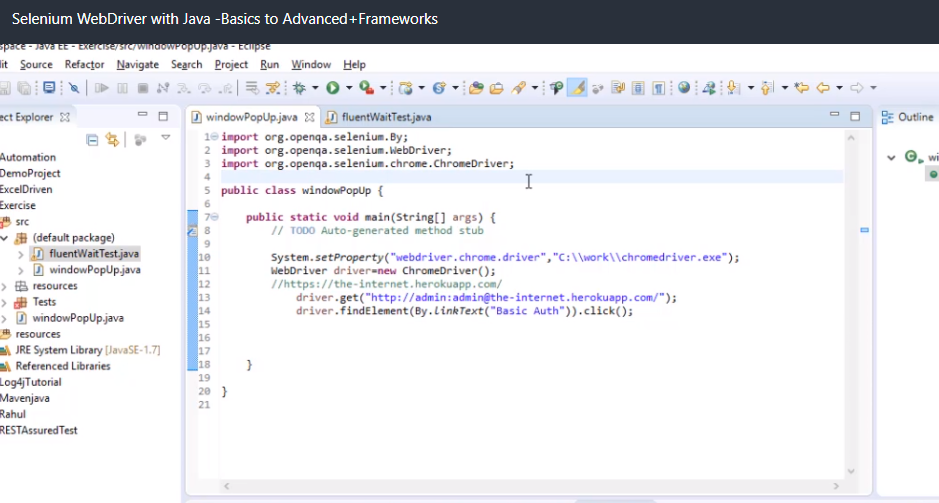 Selenium WebDriver with Java -Basics to Advanced+Frameworks
space - Java EE - Exercise/src/windowPopUp.java - Eclipse
it Source Refactor Navigate Search Project Run Window Help
ect Explorer
windowPopUp.java fluentWaitTest.java
Outline
Automation
DemoProject
ExcelDriven
Exercise
src
(default package)
fluentWaitTest.java
windowPopUp.java
resources
Tests
windowPopUp.java
resources
JRE System Library [JavaSE-1.7]
Referenced Libraries
Log4jTutorial
Mavenjava
Rahul
RESTAssuredTest
1 import org.openqa.selenium.By;
2 import org.openqa.selenium.WebDriver;
3 import org.openqa.selenium.chrome.ChromeDriver;
4
5 public class windowPopUp {
6
7 public static void main(String[] args) {
8 // TODO Auto-generated method stub
9
10 System.setProperty("webdriver.chrome.driver","C:\\work\\chromedriver.exe");
11 WebDriver driver=new ChromeDriver();
12 //https://the-internet.herokuapp.com/
13 driver.get("http://admin:admin@the-internet.herokuapp.com/");
14 driver.findElement(By.linkText("Basic Auth")).click();
15
16
17
18 }
19
20 }
21
wi